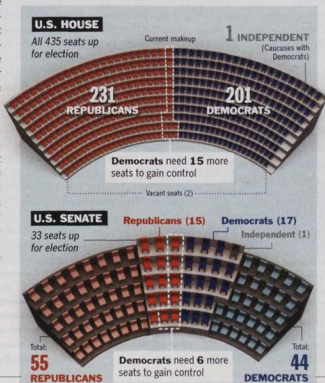 U.S. HOUSE
All 435 seats up
for election
Current makeup
1 INDEPENDENT
(Caucuses with
Democrats)
231
REPUBLICANS
201
DEMOCRATS
Democrats need 15 more
seats to gain control
Vacant seats (2)
U.S. SENATE
33 seats up
for election
Republicans (15)
Democrats (17)
Independent (1)
Total:
55
REPUBLICANS
Democrats need 6 more
seats to gain control
Total:
44
DEMOCRATS